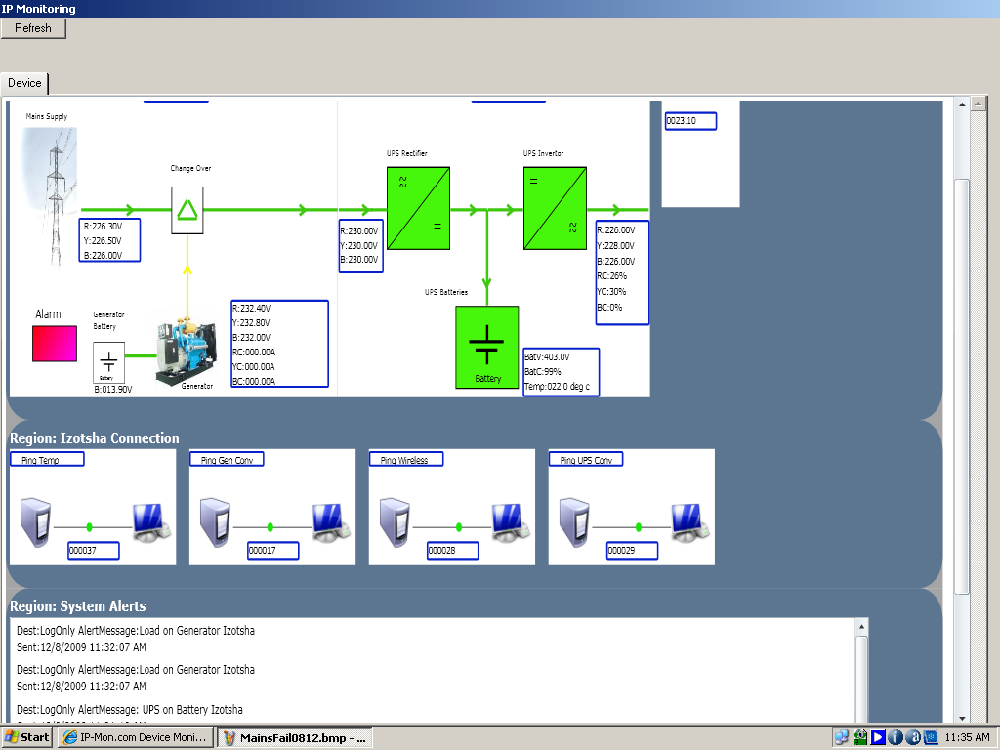 IP Monitoring
Refresh
Device
Mains Supply
Change Over
UPS Rectifier
UPS Invertor
0023.10
R:226.30V
Y:226.50V
B:226.00V
R:230.00V
Y:230.00V
B:230.00V
R:226.00V
Y:228.00V
B:226.00V
RC:26%
YC:30%
BC:0%
UPS Batteries
Alarm
Generator
Battery
Battery
B:013.90V
Generator
R:232.40V
Y:232.80V
B:232.00V
RC:000.00A
YC:000.00A
BC:000.00A
Battery
BatV:403.0V
BatC:99%
Temp:022.0 deg c
Region: Izotsha Connection
Ping Temp
Ping Gen Conv
Ping Wireless
Ping UPS Conv
000037
000017
000028
000029
Region: System Alerts
Dest:LogOnly AlertMessage:Load on Generator Izotsha
Sent:12/8/2009 11:32:07 AM
Dest:LogOnly AlertMessage:Load on Generator Izotsha
Sent:12/8/2009 11:32:07 AM
Dest:LogOnly AlertMessage: UPS on Battery Izotsha
Start
IP-Mon.com Device Moni...
MainsFail0812.bmp - ...
11:35 AM